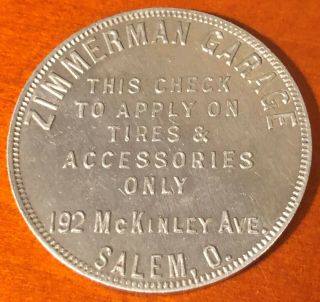 ZIMMERMAN GARAGE
THIS CHECK
TO APPLY ON
TIRES &
ACCESSORIES
ONLY
192 McKINLEY AVE.
SALEM, O.